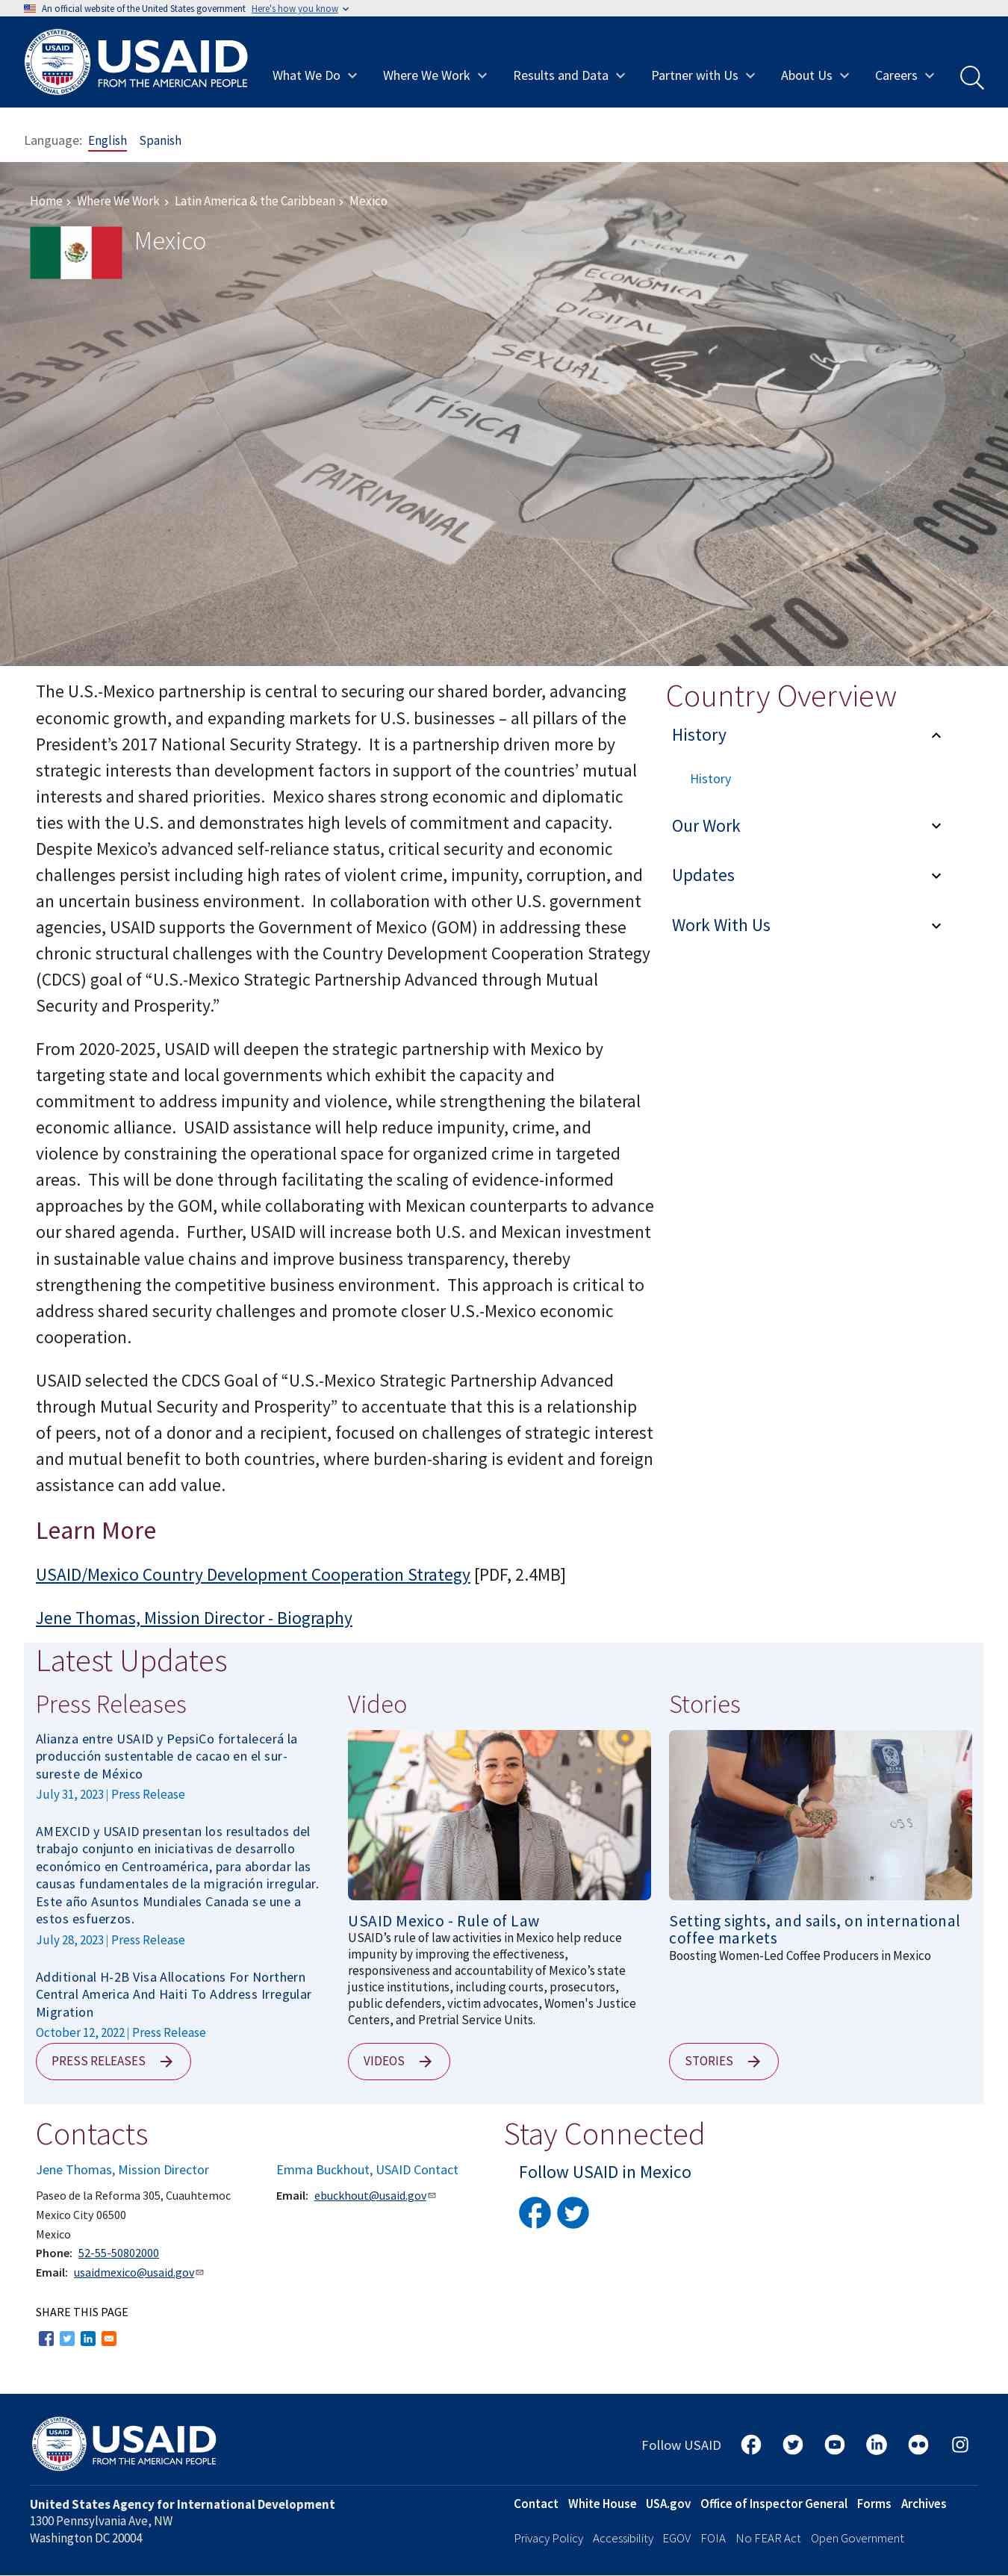 An official website of the United States government Here's how you know
USAID
FROM THE AMERICAN PEOPLE
What We Do
Where We Work
Results and Data
Partner with Us
About Us
Careers
Language: English Spanish
Home › Where We Work › Latin America & the Caribbean › Mexico
Mexico
ECONÓMICA
DIGITAL
SEXUAL
FÍSICA
PATRIMONIAL
MUJERES
The U.S.-Mexico partnership is central to securing our shared border, advancing
economic growth, and expanding markets for U.S. businesses – all pillars of the
President’s 2017 National Security Strategy. It is a partnership driven more by
strategic interests than development factors in support of the countries’ mutual
interests and shared priorities. Mexico shares strong economic and diplomatic
ties with the U.S. and demonstrates high levels of commitment and capacity.
Despite Mexico’s advanced self-reliance status, critical security and economic
challenges persist including high rates of violent crime, impunity, corruption, and
an uncertain business environment. In collaboration with other U.S. government
agencies, USAID supports the Government of Mexico (GOM) in addressing these
chronic structural challenges with the Country Development Cooperation Strategy
(CDCS) goal of “U.S.-Mexico Strategic Partnership Advanced through Mutual
Security and Prosperity.”
From 2020-2025, USAID will deepen the strategic partnership with Mexico by
targeting state and local governments which exhibit the capacity and
commitment to address impunity and violence, while strengthening the bilateral
economic alliance. USAID assistance will help reduce impunity, crime, and
violence by constraining the operational space for organized crime in targeted
areas. This will be done through facilitating the scaling of evidence-informed
approaches by the GOM, while collaborating with Mexican counterparts to advance
our shared agenda. Further, USAID will increase both U.S. and Mexican investment
in sustainable value chains and improve business transparency, thereby
strengthening the competitive business environment. This approach is critical to
address shared security challenges and promote closer U.S.-Mexico economic
cooperation.
USAID selected the CDCS Goal of “U.S.-Mexico Strategic Partnership Advanced
through Mutual Security and Prosperity” to accentuate that this is a relationship
of peers, not of a donor and a recipient, focused on challenges of strategic interest
and mutual benefit to both countries, where burden-sharing is evident and foreign
assistance can add value.
Learn More
USAID/Mexico Country Development Cooperation Strategy [PDF, 2.4MB]
Jene Thomas, Mission Director - Biography
Country Overview
History
History
Our Work
Updates
Work With Us
Latest Updates
Press Releases
Alianza entre USAID y PepsiCo fortalecerá la
producción sustentable de cacao en el sur-
sureste de México
July 31, 2023 | Press Release
AMEXCID y USAID presentan los resultados del
trabajo conjunto en iniciativas de desarrollo
económico en Centroamérica, para abordar las
causas fundamentales de la migración irregular.
Este año Asuntos Mundiales Canada se une a
estos esfuerzos.
July 28, 2023 | Press Release
Additional H-2B Visa Allocations For Northern
Central America And Haiti To Address Irregular
Migration
October 12, 2022 | Press Release
PRESS RELEASES
Video
USAID Mexico - Rule of Law
USAID’s rule of law activities in Mexico help reduce
impunity by improving the effectiveness,
responsiveness and accountability of Mexico’s state
justice institutions, including courts, prosecutors,
public defenders, victim advocates, Women's Justice
Centers, and Pretrial Service Units.
VIDEOS
Stories
Setting sights, and sails, on international
coffee markets
Boosting Women-Led Coffee Producers in Mexico
STORIES
Contacts
Jene Thomas, Mission Director
Paseo de la Reforma 305, Cuauhtemoc
Mexico City 06500
Mexico
Phone: 52-55-50802000
Email: usaidmexico@usaid.gov
Emma Buckhout, USAID Contact
Email: ebuckhout@usaid.gov
Stay Connected
Follow USAID in Mexico
SHARE THIS PAGE
USAID
FROM THE AMERICAN PEOPLE
Follow USAID
United States Agency for International Development
1300 Pennsylvania Ave, NW
Washington DC 20004
Contact White House USA.gov Office of Inspector General Forms Archives
Privacy Policy Accessibility EGOV FOIA No FEAR Act Open Government